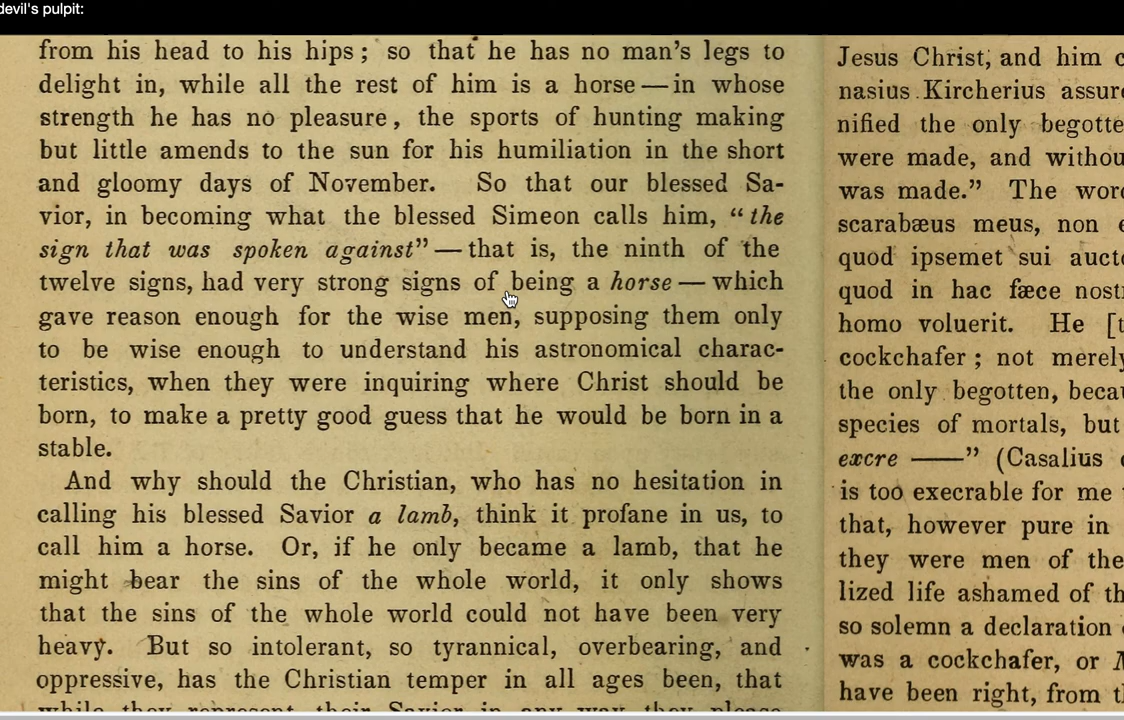 devil's pulpit:
from his head to his hips ; so that he has no man's legs to
delight in, while all the rest of him is a horse — in whose
strength he has no pleasure, the sports of hunting making
but little amends to the sun for his humiliation in the short
and gloomy days of November. So that our blessed Sa-
vior, in becoming what the blessed Simeon calls him, “ the
sign that was spoken against” — that is, the ninth of the
twelve signs, had very strong signs of being a horse — which
gave reason enough for the wise men, supposing them only
to be wise enough to understand his astronomical charac-
teristics, when they were inquiring where Christ should be
born, to make a pretty good guess that he would be born in a
stable.
And why should the Christian, who has no hesitation in
calling his blessed Savior a lamb, think it profane in us, to
call him a horse. Or, if he only became a lamb, that he
might bear the sins of the whole world, it only shows
that the sins of the whole world could not have been very
heavy. But so intolerant, so tyrannical, overbearing, and
oppressive, has the Christian temper in all ages been, that
while they represent their Savior in any way they please
Jesus Christ, and him
nasius Kircherius
nified the only
were made, and
was made.” The
scarabæus meus, non
quod ipsemet sui
quod in hac fæce
homo voluerit. He
cockchafer ; not
the only begotten,
species of mortals, but
excre ——” (Casalius
is too execrable for me
that, however pure in
they were men of the
lized life ashamed of
so solemn a declaration
was a cockchafer, or
have been right, from